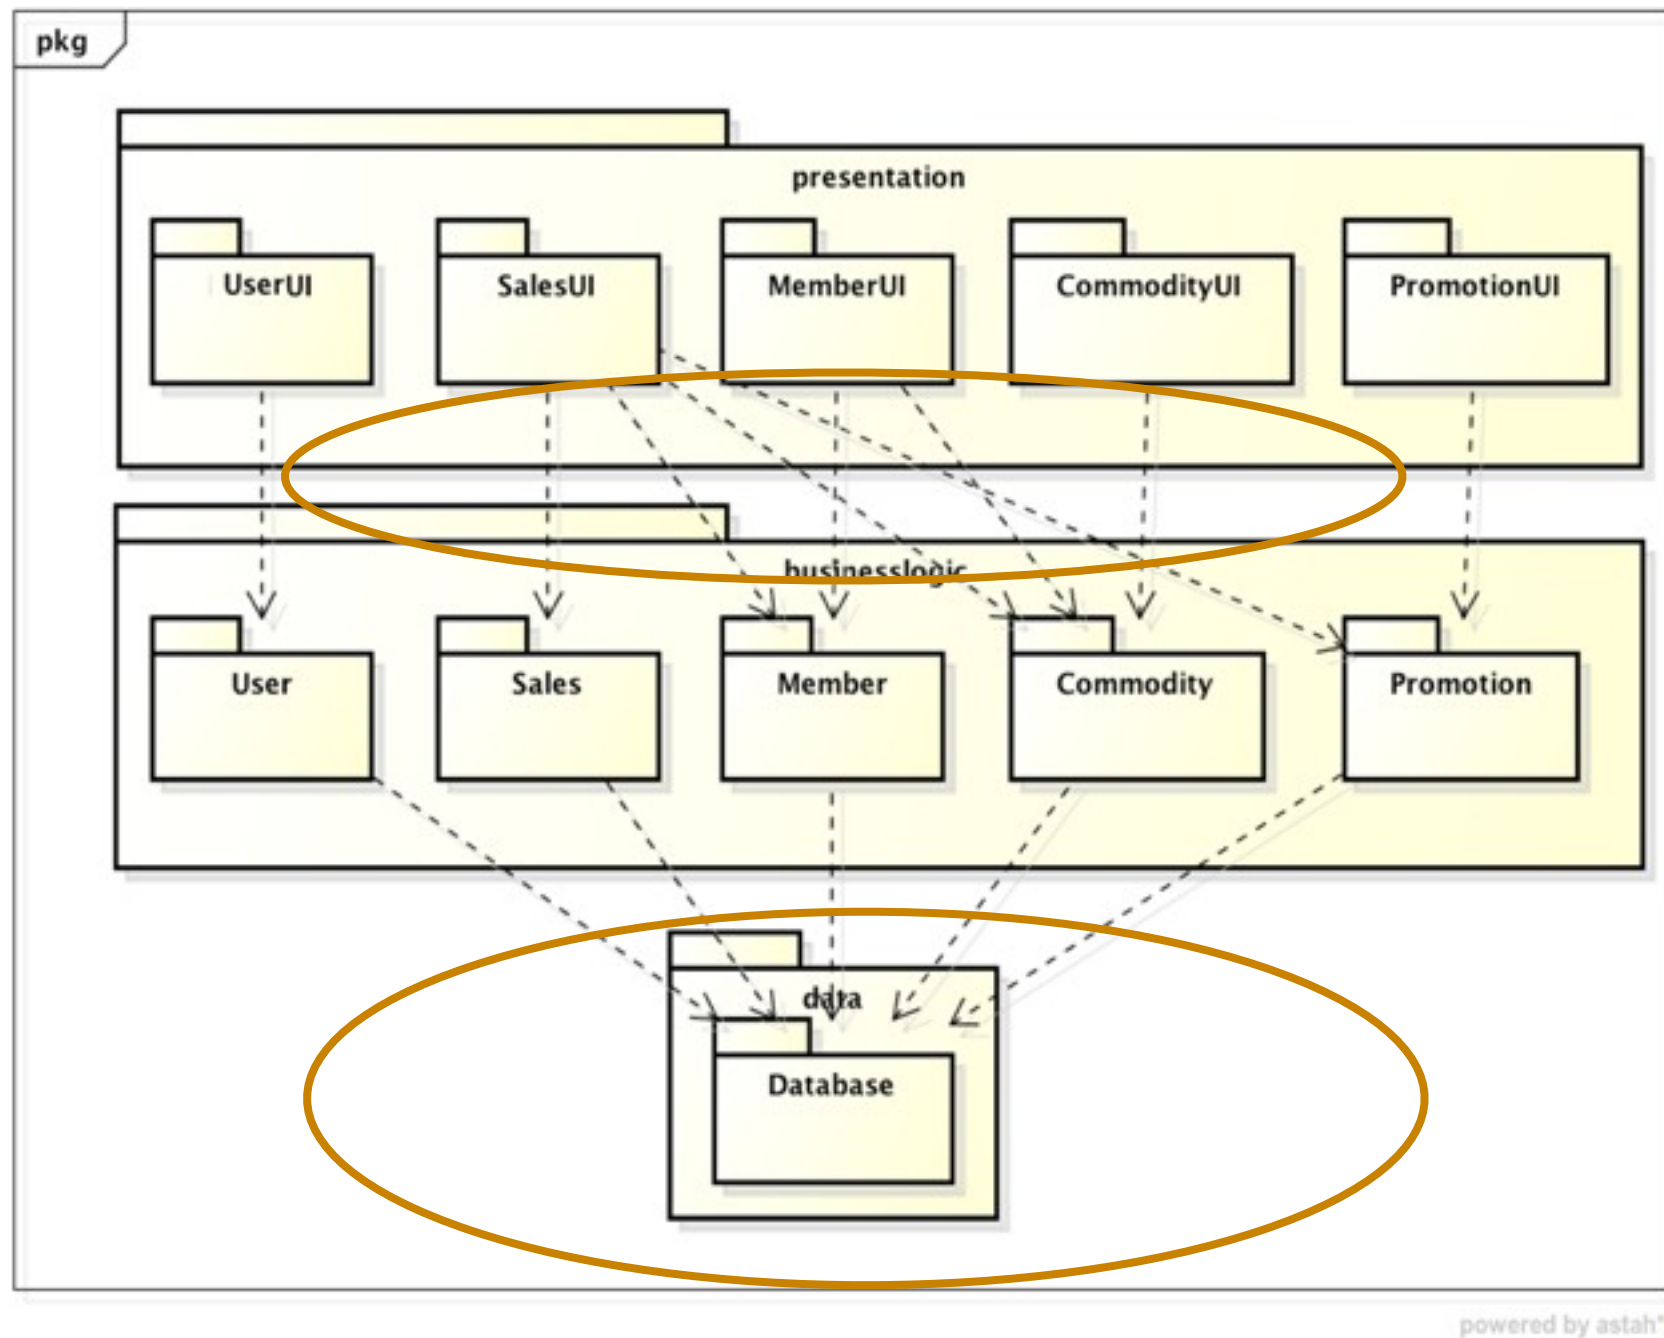 pkg
presentation
UserUI
SalesUI
MemberUI
CommodityUI
PromotionUI
businesslogic
User
Sales
Member
Commodity
Promotion
data
Database
powered by astah*